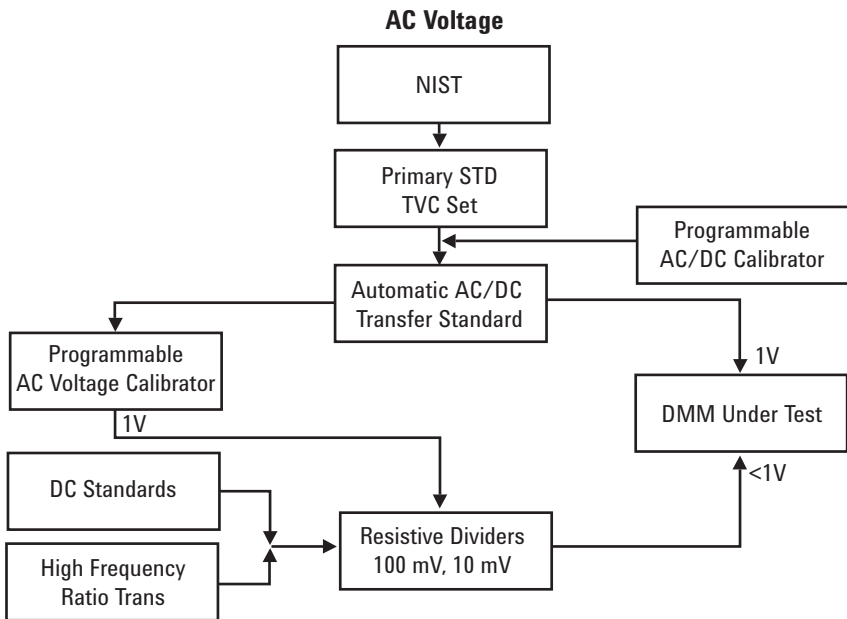 AC Voltage
NIST
Primary STD
TVC Set
Programmable
AC/DC Calibrator
Automatic AC/DC
Transfer Standard
Programmable
AC Voltage Calibrator
1V
1V
DMM Under Test
<1V
DC Standards
Resistive Dividers
100 mV, 10 mV
High Frequency
Ratio Trans